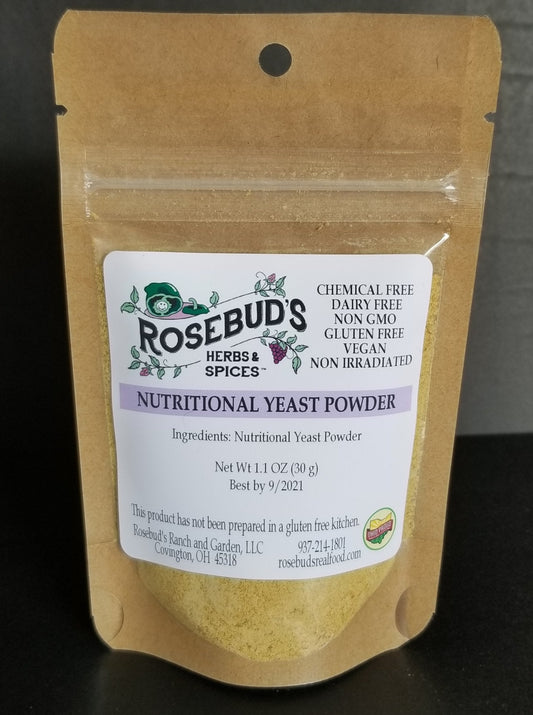 ROSEBUD'S
HERBS &
SPICES™
CHEMICAL FREE
DAIRY FREE
NON GMO
GLUTEN FREE
VEGAN
NON IRRADIATED
NUTRITIONAL YEAST POWDER
Ingredients: Nutritional Yeast Powder
Net Wt 1.1 OZ (30 g)
Best by 9/2021
This product has not been prepared in a gluten free kitchen.
Rosebud's Ranch and Garden, LLC
Covington, OH 45318
937-214-1801
rosebudsrealfood.com